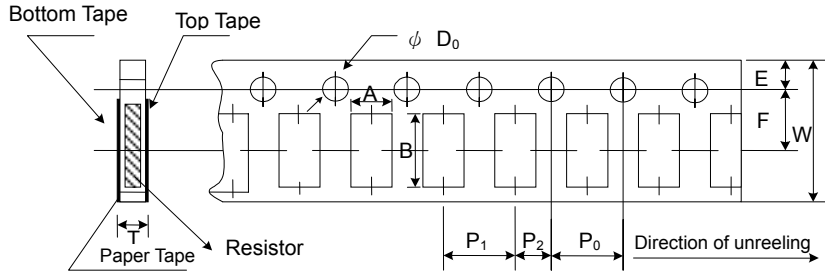 Bottom Tape
Top Tape
ϕ D₀
E
A
F
W
B
T
P₁
P₂
P₀
Direction of unreeling
Resistor
Paper Tape